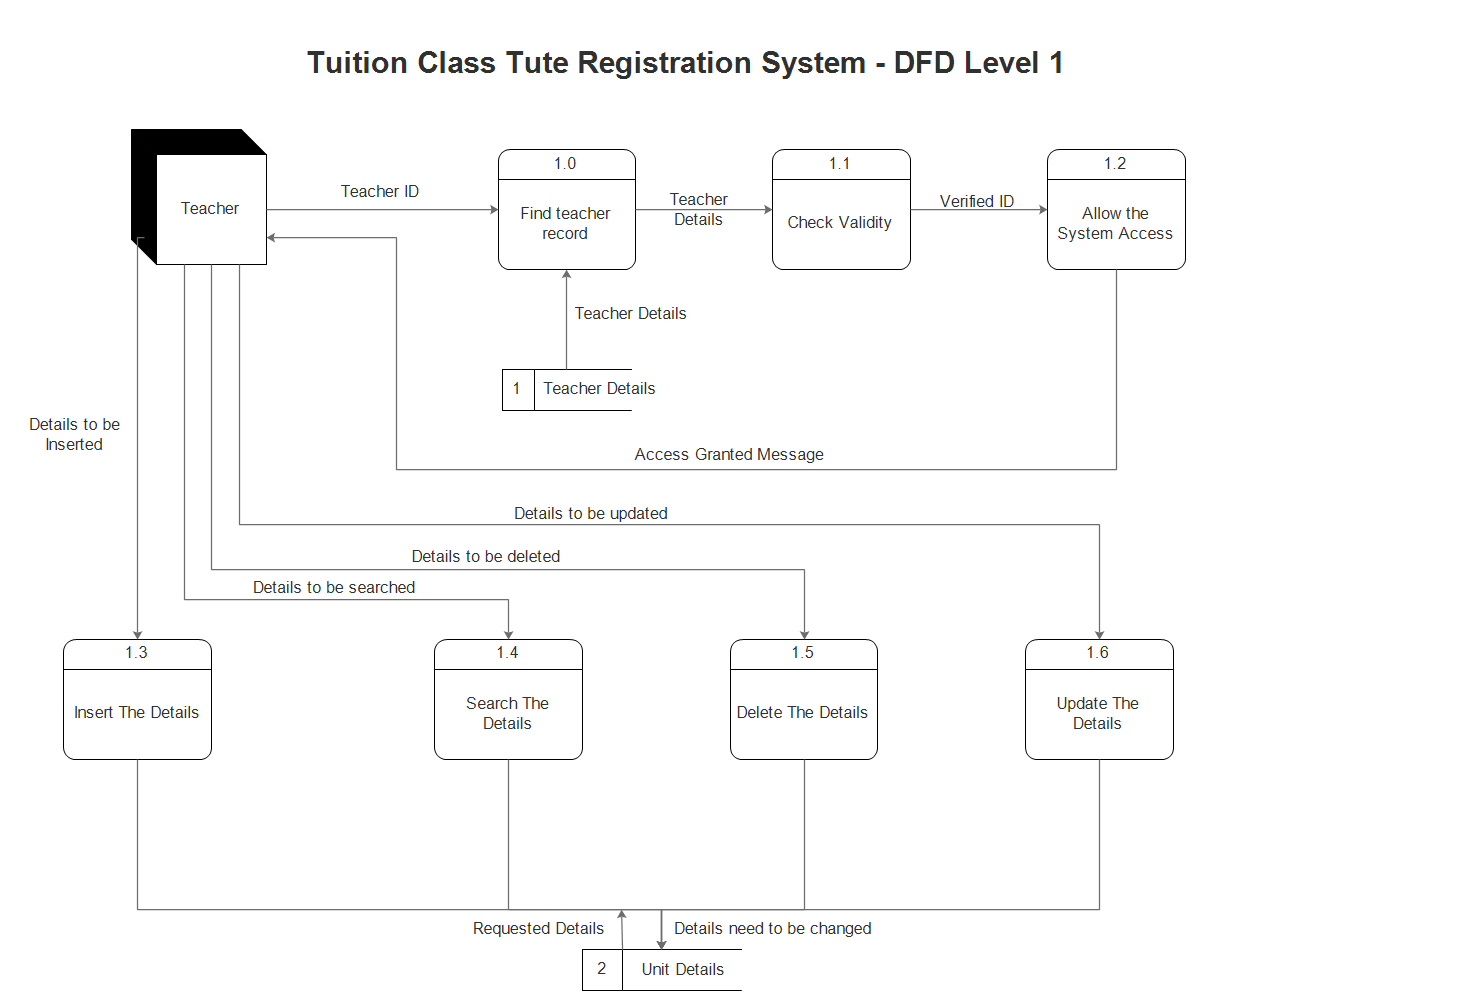 Tuition Class Tute Registration System - DFD Level 1
Teacher
Teacher ID
1.0
Find teacher
record
Teacher
Details
1.1
Check Validity
Verified ID
1.2
Allow the
System Access
Teacher Details
1
Teacher Details
Details to be
Inserted
Access Granted Message
Details to be updated
Details to be deleted
Details to be searched
1.3
Insert The Details
1.4
Search The
Details
1.5
Delete The Details
1.6
Update The
Details
Requested Details
Details need to be changed
2
Unit Details